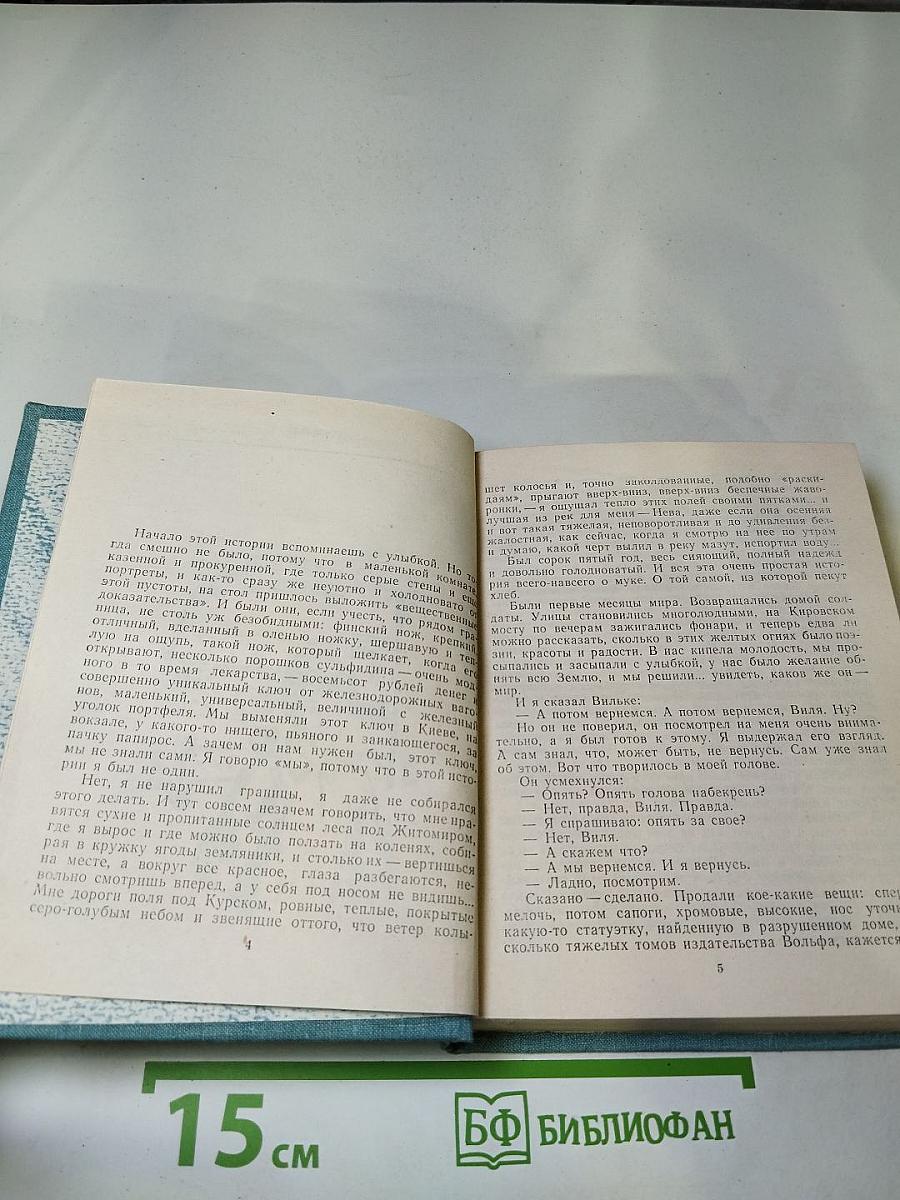 Начало этой истории вспоминаешь с улыбкой. Но то-
гда смешно не было, потому что в маленькой комнате,
казенной и прокуренной, где только серые стены и еще
портреты, и как-то сразу же неуютно и холодновато от
этой пустоты, на стол пришлось выложить «вещественные
доказательства». И были они, если учесть, что рядом гра-
ница, не столь уж безобидными: финский нож, крепкий,
отличный, вделанный в оленью ножку, шершавую и теп-
лую на ощупь, такой нож, который щелкает, когда его
открывают, несколько порошков сульфидина — очень мод-
ного в то время лекарства, — восемьсот рублей денег и
совершенно уникальный ключ от железнодорожных ваго-
нов, маленький, универсальный, величиной с железный
уголок портфеля. Мы выменяли этот ключ в Киеве, на
вокзале, у какого-то нищего, пьяного и заикающегося, за
пачку папирос. А зачем он нам нужен был, этот ключ,
мы не знали сами. Я говорю «мы», потому что в этой исто-
рии я был не один.
Нет, я не нарушил границы, я даже не собирался
этого делать. И тут совсем незачем говорить, что мне нра-
вятся сухие и пропитанные солнцем леса под Житомиром,
где я вырос и где можно было ползать на коленях, соби-
рая в кружку ягоды земляники, и столько их — вертишься
на месте, а вокруг все красное, глаза разбегаются, не-
вольно смотришь вперед, а у себя под носом не видишь...
Мне дороги поля под Курском, ровные, теплые, покрытые
серо-голубым небом и звенящие оттого, что ветер колы-
4
шет колосья и, точно заколдованные, подобно «раски-
даям», прыгают вверх-вниз, вверх-вниз беспечные жаво-
ронки, — я ощущал тепло этих полей своими пятками... и
лучшая из рек для меня — Нева, даже если она осенняя
и вот такая тяжелая, неповоротливая и до удивления без-
жалостная, как сейчас, когда я смотрю на нее по утрам
и думаю, какой черт вылил в реку мазут, испортил воду...
Был сорок пятый год, весь сияющий, полный надежд
и довольно голодноватый. И вся эта очень простая исто-
рия всего-навсего о муке. О той самой, из которой пекут
хлеб.
Были первые месяцы мира. Возвращались домой сол-
даты. Улицы становились многолюдными, на Кировском
мосту по вечерам зажигались фонари, и теперь едва ли
можно рассказать, сколько в этих желтых огнях было поэ-
зии, красоты и радости. В нас кипела молодость, мы про-
сыпались и засыпали с улыбкой, у нас было желание об-
нять всю Землю, и мы решили... увидеть, каков же он —
мир.
И я сказал Вильке:
— А потом вернемся. А потом вернемся, Виля. Ну?
Но он не поверил, он посмотрел на меня очень внима-
тельно, а я был готов к этому. Я выдержал его взгляд.
А сам знал, что, может быть, не вернусь. Сам уже знал
об этом. Вот что творилось в моей голове.
Он усмехнулся:
— Опять? Опять голова набекрень?
— Нет, правда, Виля. Правда.
— Я спрашиваю: опять за свое?
— Нет, Виля.
— А скажем что?
— А мы вернемся. И я вернусь.
— Ладно, посмотрим.
Сказано — сделано. Продали кое-какие вещи:
мелочь, потом сапоги, хромовые, высокие, нос
какую-то статуэтку, найденную в разрушенном доме,
сколько тяжелых томов издательства Вольфа, кажется
5
15 см
БФ БИБЛИОФАН